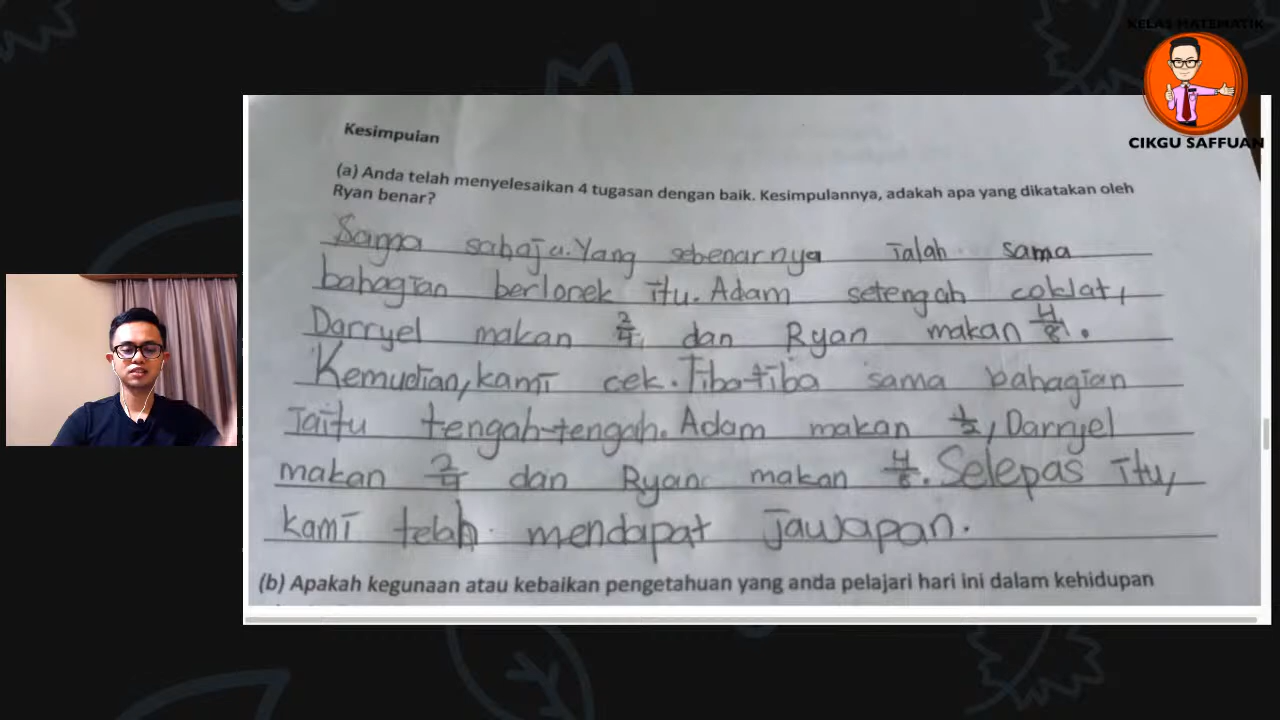 KELAS MATEMATIK
CIKGU SAFFUAN
Kesimpulan
(a) Anda telah menyelesaikan 4 tugasan dengan baik. Kesimpulannya, adakah apa yang dikatakan oleh
Ryan benar?
Sama sahaja. Yang sebenarnya ialah sama
bahagian berlorek itu. Adam setengah coklat,
Darryel makan 2/4 dan Ryan makan 4/8.
Kemudian, kami cek. Tiba-tiba sama bahagian
iaitu tengah-tengah. Adam makan 1/2, Darryel
makan 2/4 dan Ryan makan 4/8. Selepas itu,
kami telah mendapat jawapan.
(b) Apakah kegunaan atau kebaikan pengetahuan yang anda pelajari hari ini dalam kehidupan